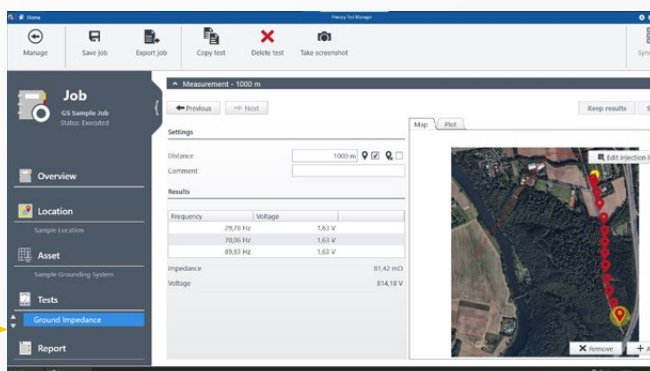 Home
Primary Test Manager
Manage
Save job
Export job
Copy test
Delete test
Take screenshot
Job
GS Sample Job
Status: Executed
Overview
Location
Sample Location
Asset
Sample Grounding System
Tests
Ground Impedance
Report
Measurement - 1000 m
Previous
Next
Keep results
Settings
Distance
1000 m
Comment
Results
Frequency
Voltage
29,78 Hz
1,63 V
70,06 Hz
1,63 V
89,83 Hz
1,63 V
Impedance
81,42 mΩ
Voltage
814,18 V
Map
Plot
Edit Injection
Remove